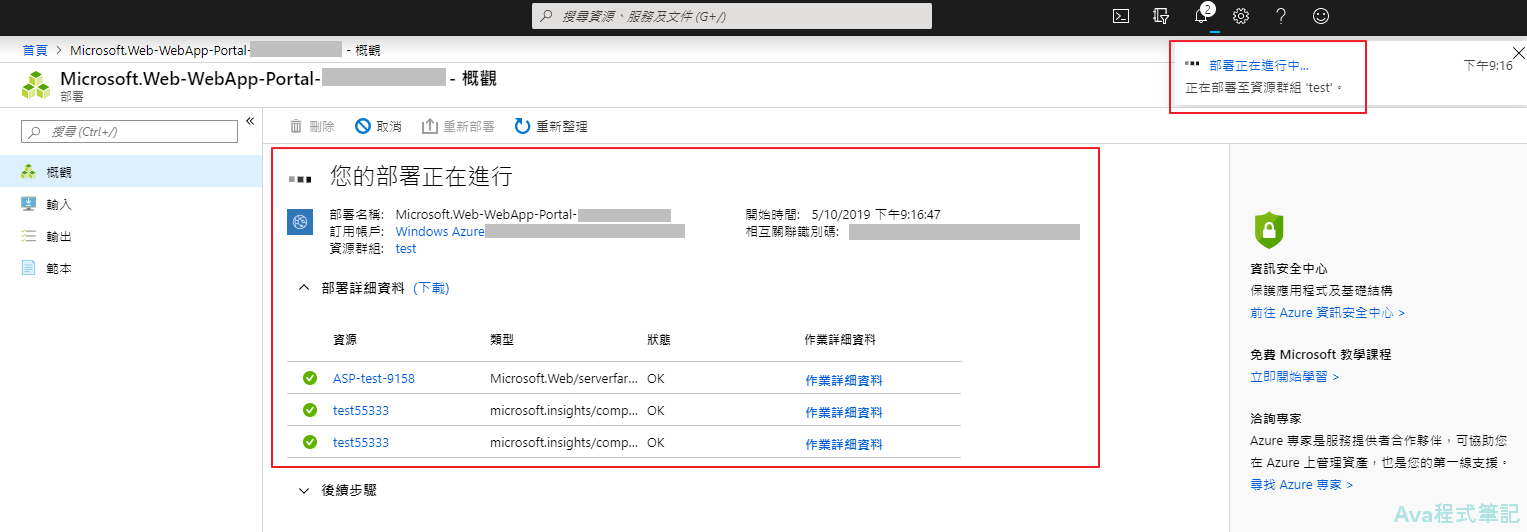 搜尋資源、服務及文件 (G+/)
2
首頁 > Microsoft.Web-WebApp-Portal- - 概觀
Microsoft.Web-WebApp-Portal- - 概觀
部署
部署正在進行中...
下午9:16
正在部署至資源群組 'test'。
搜尋 (Ctrl+/)
概觀
輸入
輸出
範本
刪除 取消 重新部署 重新整理
您的部署正在進行
部署名稱: Microsoft.Web-WebApp-Portal-
訂用帳戶: Windows Azure
資源群組: test
開始時間: 5/10/2019 下午9:16:47
相互關聯識別碼:
部署詳細資料 (下載)
資源 類型 狀態 作業詳細資料
ASP-test-9158 Microsoft.Web/serverfar... OK 作業詳細資料
test55333 microsoft.insights/comp... OK 作業詳細資料
test55333 microsoft.insights/comp... OK 作業詳細資料
後續步驟
資訊安全中心
保護應用程式及基礎結構
前往 Azure 資訊安全中心 >
免費 Microsoft 教學課程
立即開始學習 >
洽詢專家
Azure 專家是服務提供者合作夥伴，可協助您
在 Azure 上管理資產，也是您的第一線支援。
尋找 Azure 專家 >
Ava程式筆記